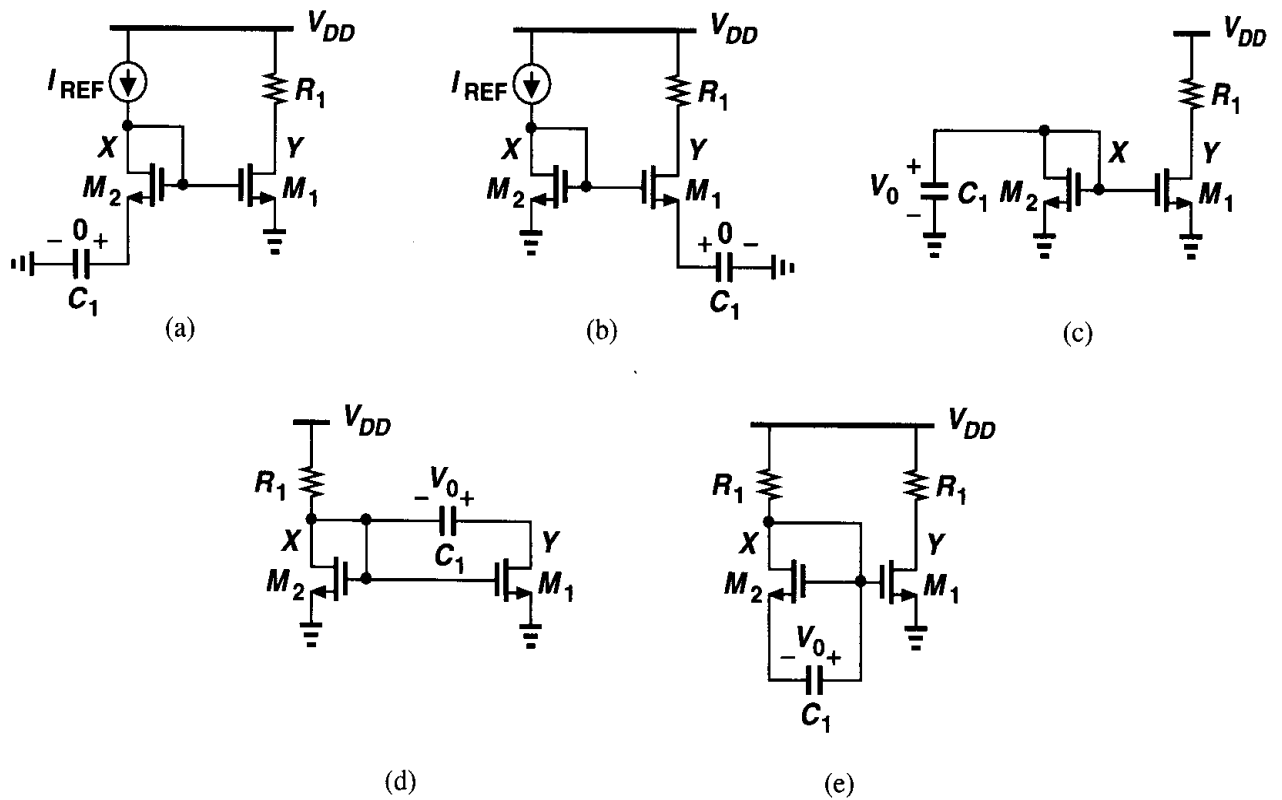 V_DD
I_REF
R_1
X
Y
M_2
M_1
− 0 +
C_1
(a)
V_DD
I_REF
R_1
X
Y
M_2
M_1
+ 0 −
C_1
(b)
V_DD
R_1
X
Y
+
V_0
−
C_1
M_2
M_1
(c)
V_DD
R_1
− V_0 +
C_1
X
Y
M_2
M_1
(d)
V_DD
R_1
R_1
X
Y
M_2
M_1
− V_0 +
C_1
(e)